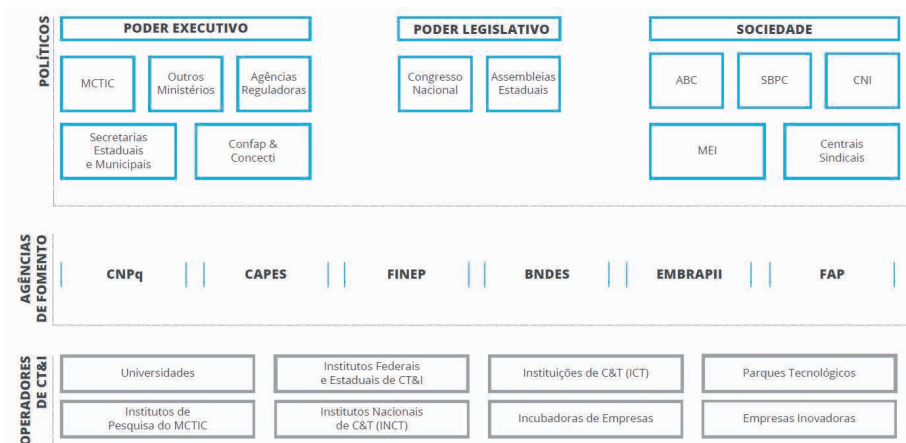 POLÍTICOS
PODER EXECUTIVO
PODER LEGISLATIVO
SOCIEDADE
MCTIC
Outros
Ministérios
Agências
Reguladoras
Congresso
Nacional
Assembleias
Estaduais
ABC
SBPC
CNI
Secretarias
Estaduais
e Municipais
Confap &
Concecti
MEI
Centrais
Sindicais
AGÊNCIAS
DE FOMENTO
CNPq
CAPES
FINEP
BNDES
EMBRAPII
FAP
OPERADORES
DE CT&I
Universidades
Institutos Federais
e Estaduais de CT&I
Instituições de C&T (ICT)
Parques Tecnológicos
Institutos de
Pesquisa do MCTIC
Institutos Nacionais
de C&T (INCT)
Incubadoras de Empresas
Empresas Inovadoras